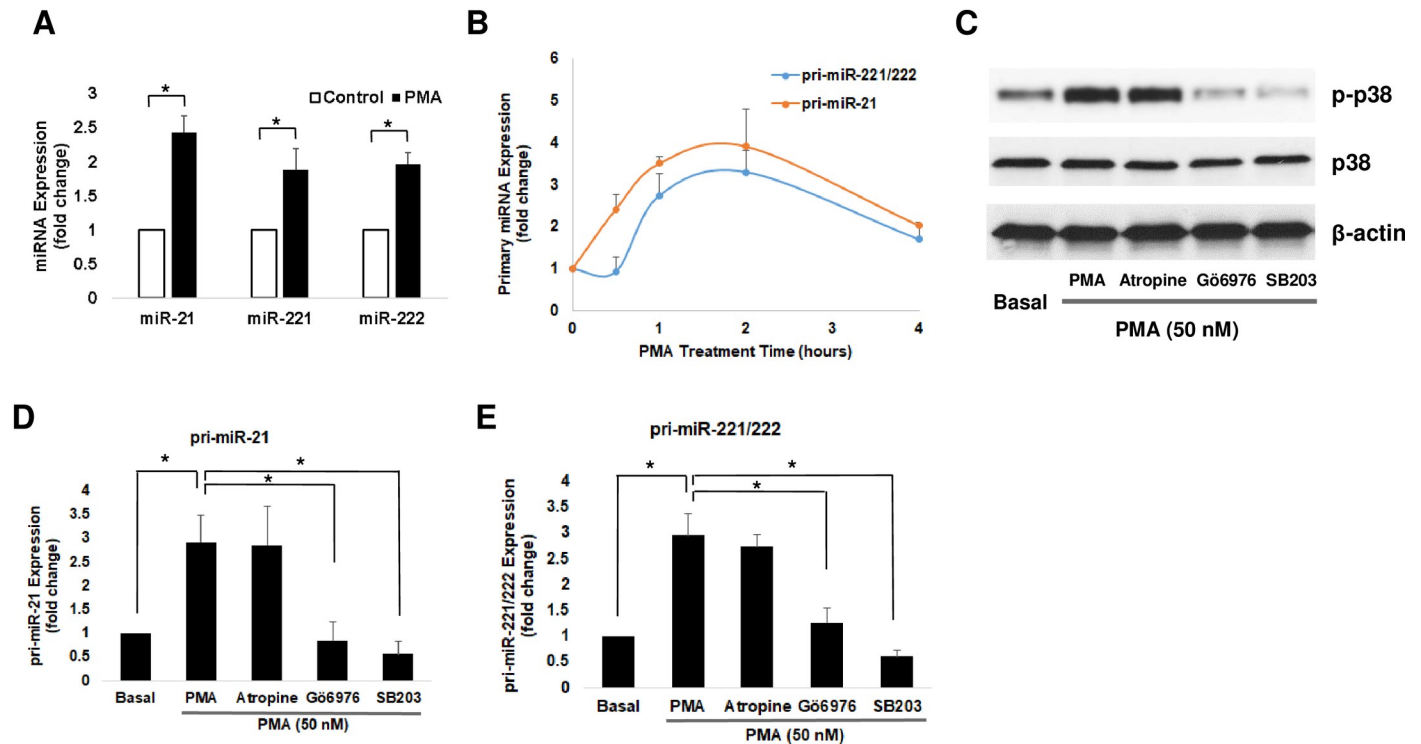 A
miRNA Expression
(fold change)
3
2.5
2
1.5
1
0.5
0
Control PMA
*
*
*
miR-21 miR-221 miR-222
B
Primary miRNA Expression
(fold change)
6
5
4
3
2
1
0
pri-miR-221/222
pri-miR-21
0 1 2 3 4
PMA Treatment Time (hours)
C
p-p38
p38
β-actin
Basal PMA Atropine Gö6976 SB203
PMA (50 nM)
D
pri-miR-21
pri-miR-21 Expression
(fold change)
4
3.5
3
2.5
2
1.5
1
0.5
0
*
*
*
Basal PMA Atropine Gö6976 SB203
PMA (50 nM)
E
pri-miR-221/222
pri-miR-221/222 Expression
(fold change)
4
3.5
3
2.5
2
1.5
1
0.5
0
*
*
*
Basal PMA Atropine Gö6976 SB203
PMA (50 nM)